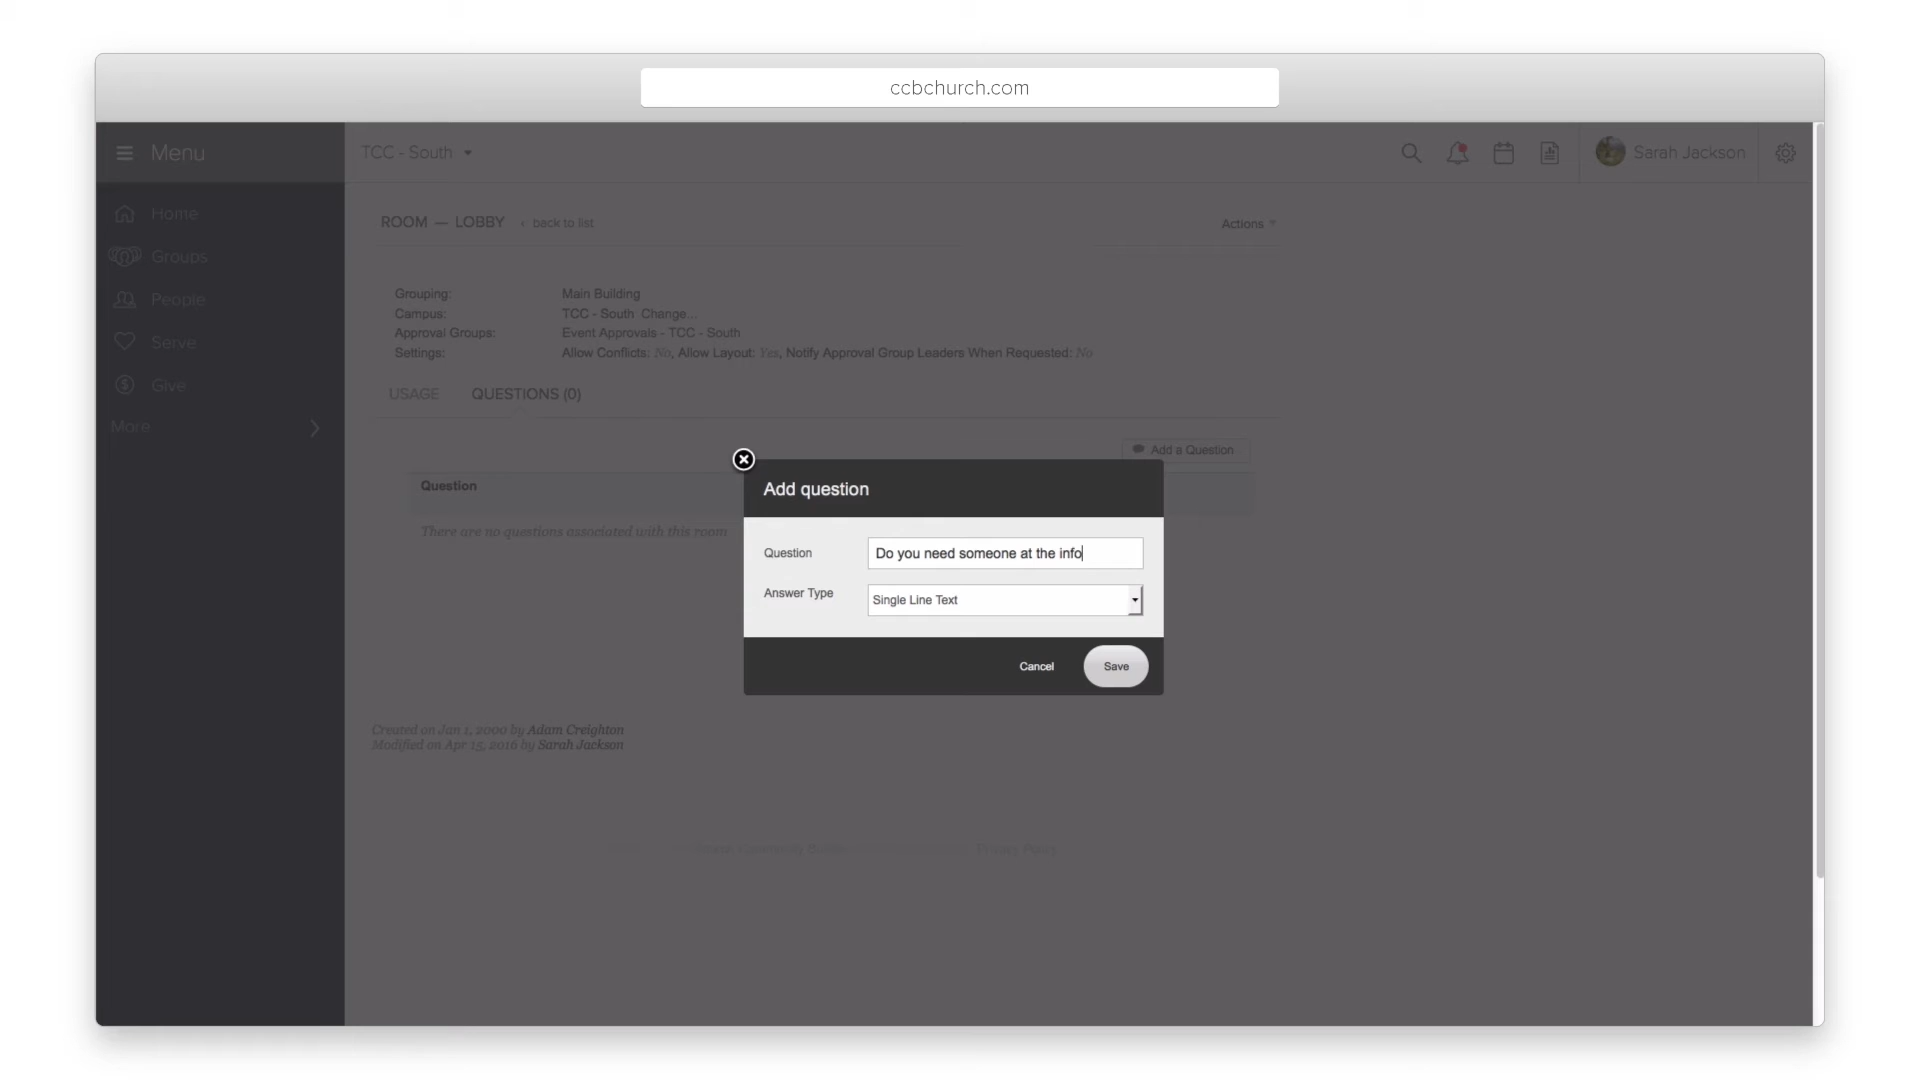 ccbchurch.com
Menu
TCC - South
Sarah Jackson
Home
Groups
People
Serve
Give
More
ROOM — LOBBY ‹ back to list
Actions
Grouping: Main Building
Campus: TCC - South Change...
Approval Groups: Event Approvals - TCC - South
Settings: Allow Conflicts: No, Allow Layout: Yes, Notify Approval Group Leaders When Requested: No
USAGE QUESTIONS (0)
Add a Question
Question
There are no questions associated with this room
Add question
Question Do you need someone at the info
Answer Type Single Line Text
Cancel Save
Created on Jan 1, 2000 by Adam Creighton
Modified on Apr 15, 2016 by Sarah Jackson
Community
Privacy Policy